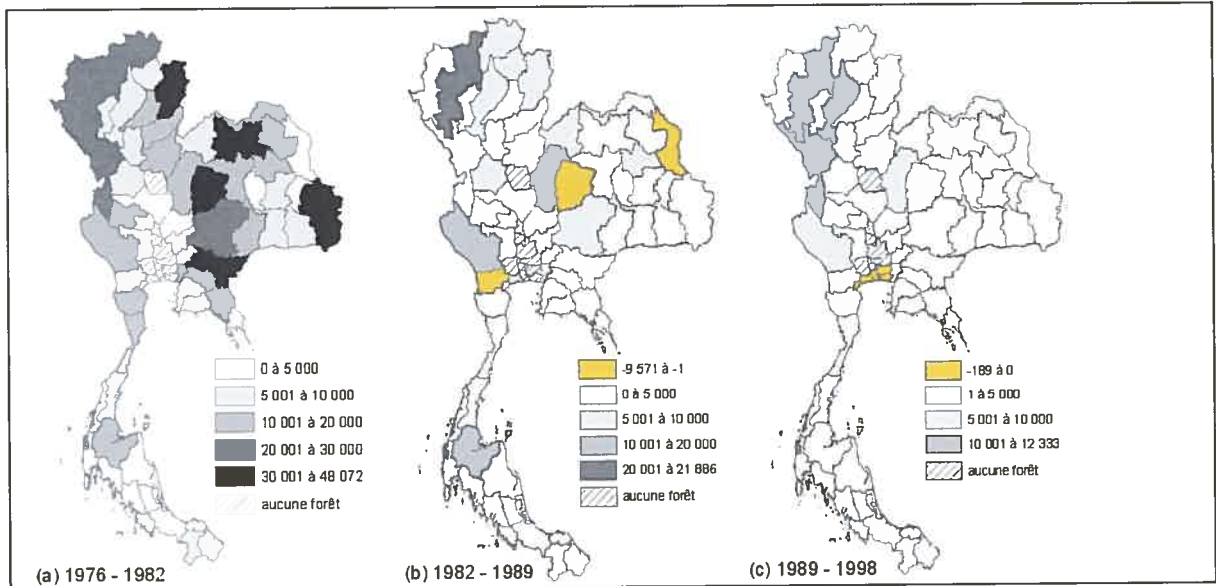 0 à 5 000
5 001 à 10 000
10 001 à 20 000
20 001 à 30 000
30 001 à 48 072
aucune forêt
(a) 1976 - 1982
-9 571 à -1
0 à 5 000
5 001 à 10 000
10 001 à 20 000
20 001 à 21 886
aucune forêt
(b) 1982 - 1989
-189 à 0
1 à 5 000
5 001 à 10 000
10 001 à 12 333
aucune forêt
(c) 1989 - 1998